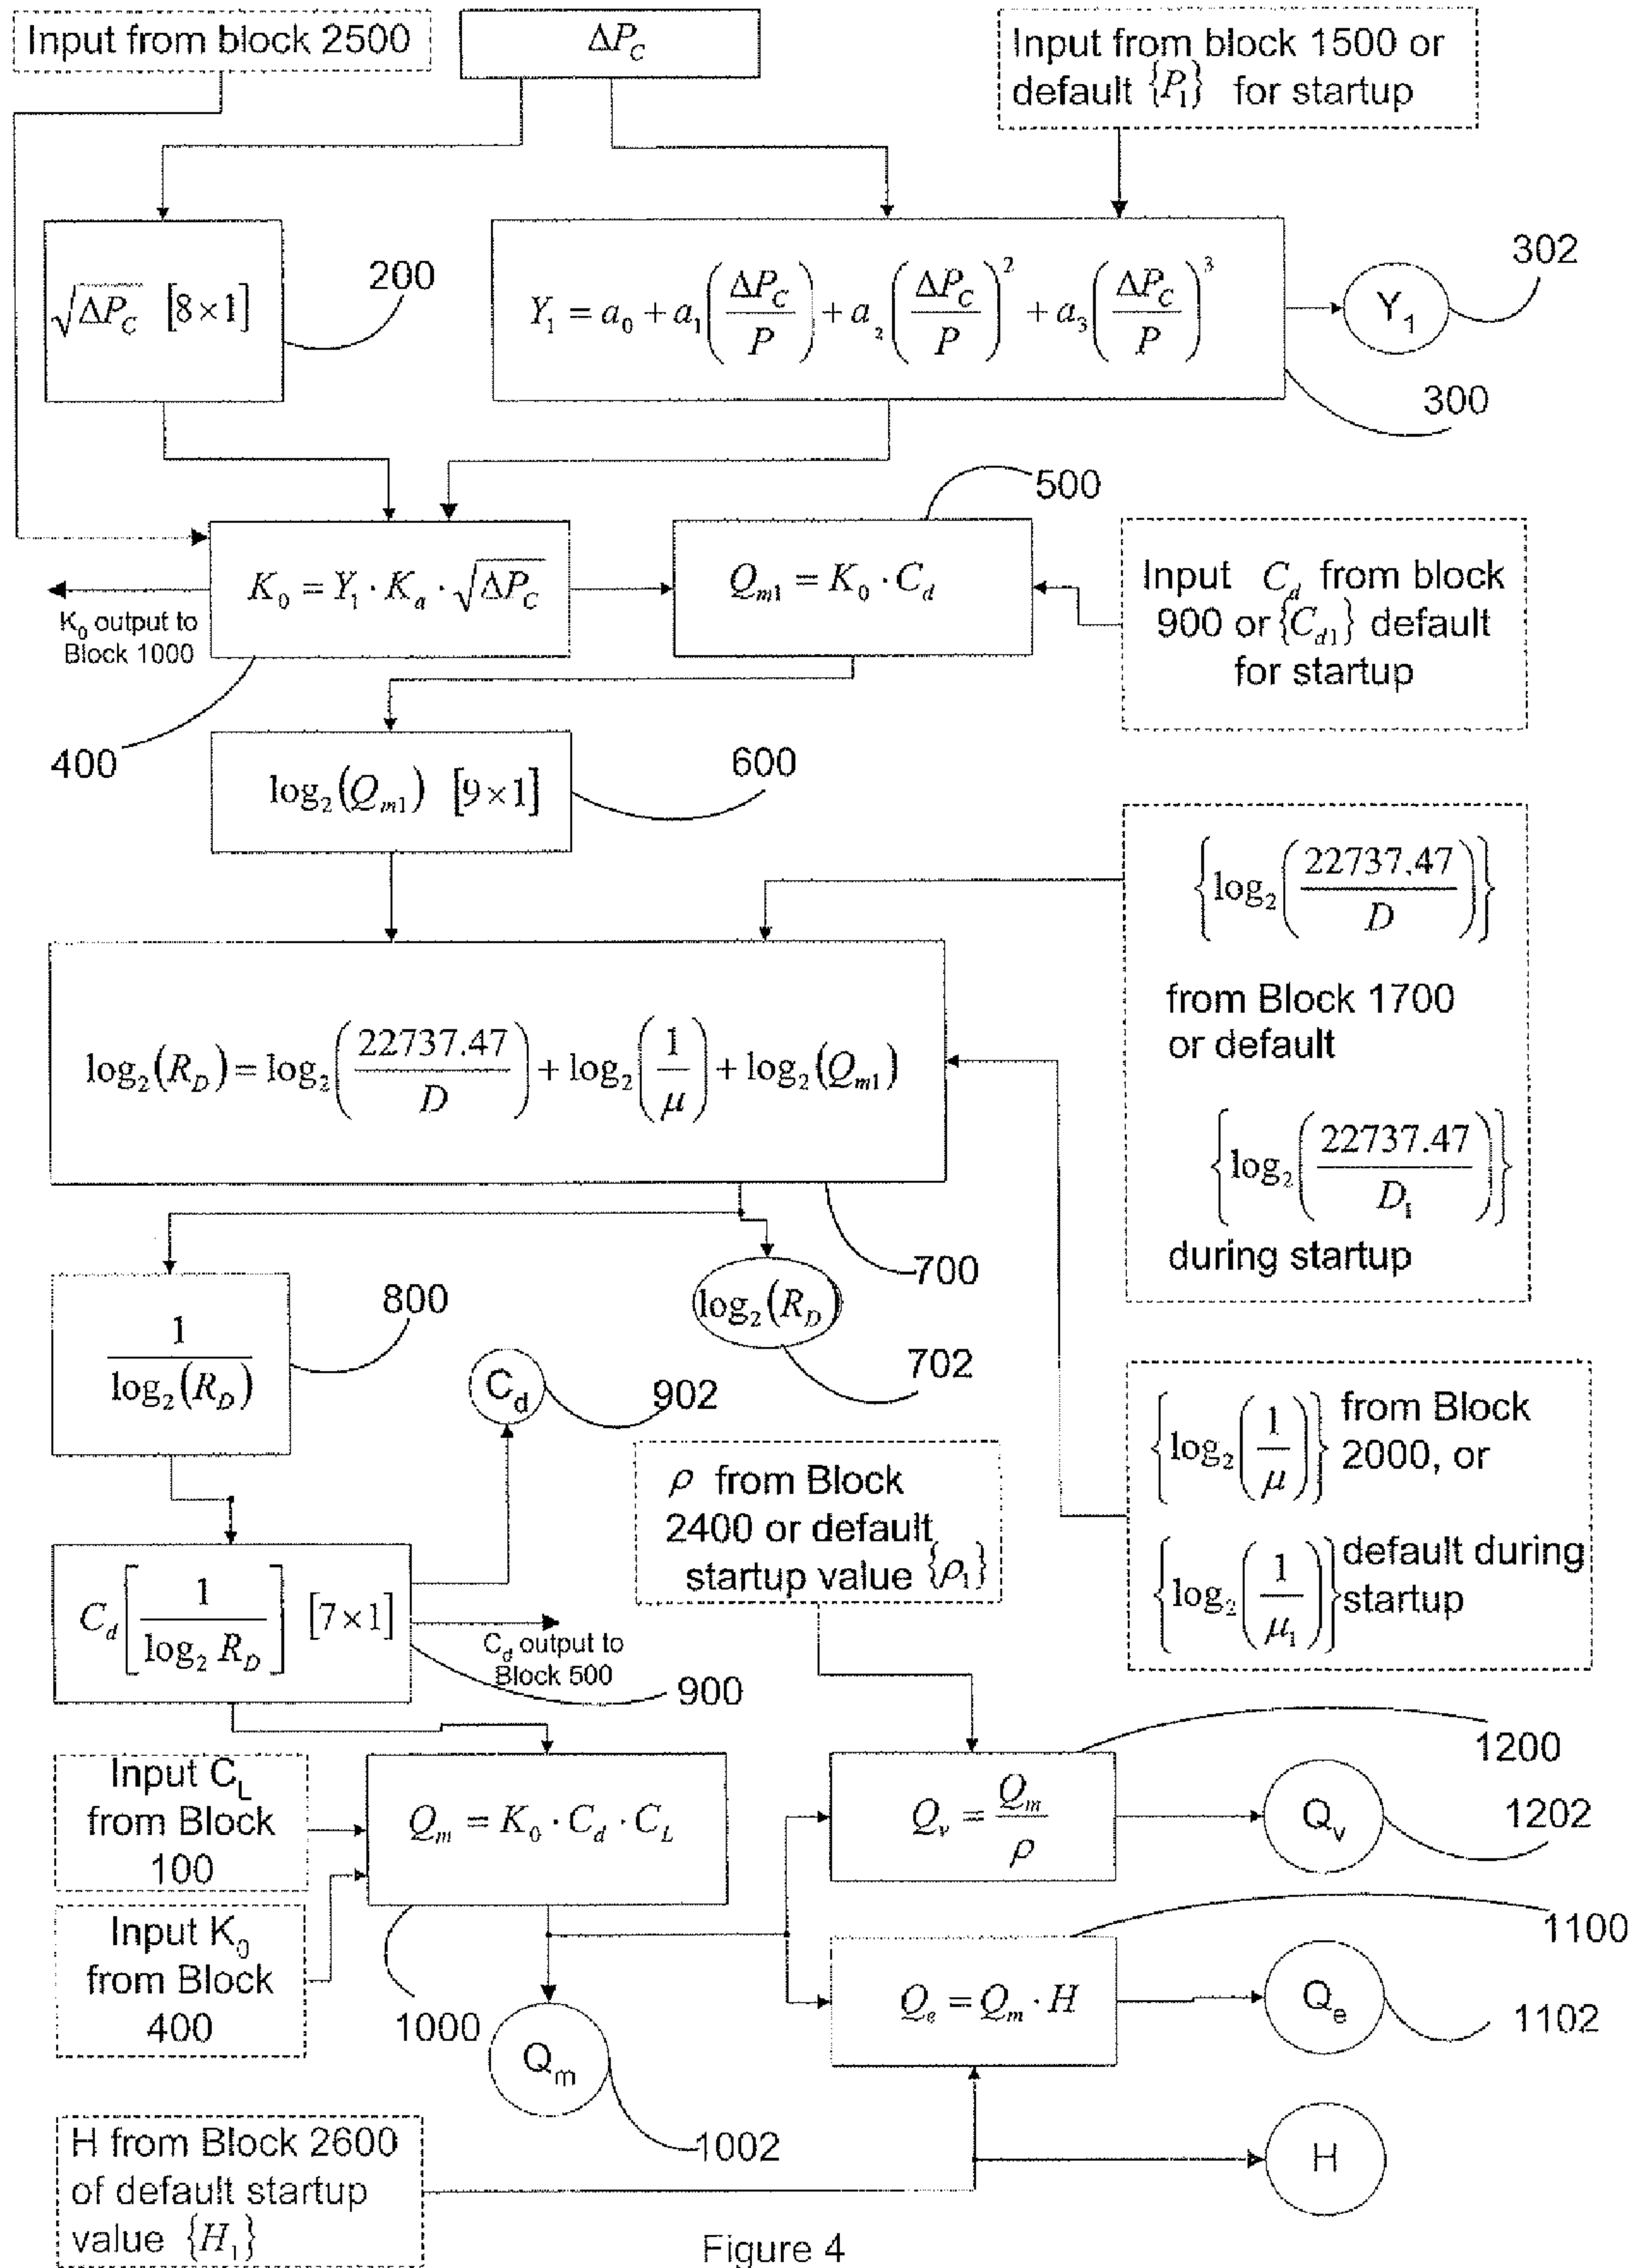 Input from block 2500
ΔP_C
Input from block 1500 or
default {P_1} for startup
√ΔP_C [8×1]
200
Y_1 = a_0 + a_1(ΔP_C/P) + a_2(ΔP_C/P)^2 + a_3(ΔP_C/P)^3
Y_1
302
300
500
K_0 = Y_1 · K_a · √ΔP_C
Q_m1 = K_0 · C_d
Input C_d from block
900 or {C_d1} default
for startup
K_0 output to
Block 1000
400
log_2(Q_m1) [9×1]
600
{log_2(22737.47/D)}
from Block 1700
or default
{log_2(22737.47/D_1)}
during startup
log_2(R_D) = log_2(22737.47/D) + log_2(1/μ) + log_2(Q_m1)
700
log_2(R_D)
702
1/log_2(R_D)
800
C_d
902
{log_2(1/μ)} from Block
2000, or
{log_2(1/μ_1)} default during
startup
ρ from Block
2400 or default
startup value {ρ_1}
C_d[1/log_2 R_D] [7×1]
C_d output to
Block 500
900
Input C_L
from Block
100
Q_m = K_0 · C_d · C_L
Q_v = Q_m/ρ
1200
Q_v
1202
Input K_0
from Block
400
1000
Q_m
1002
Q_e = Q_m · H
1100
Q_e
1102
H from Block 2600
of default startup
value {H_1}
H
Figure 4